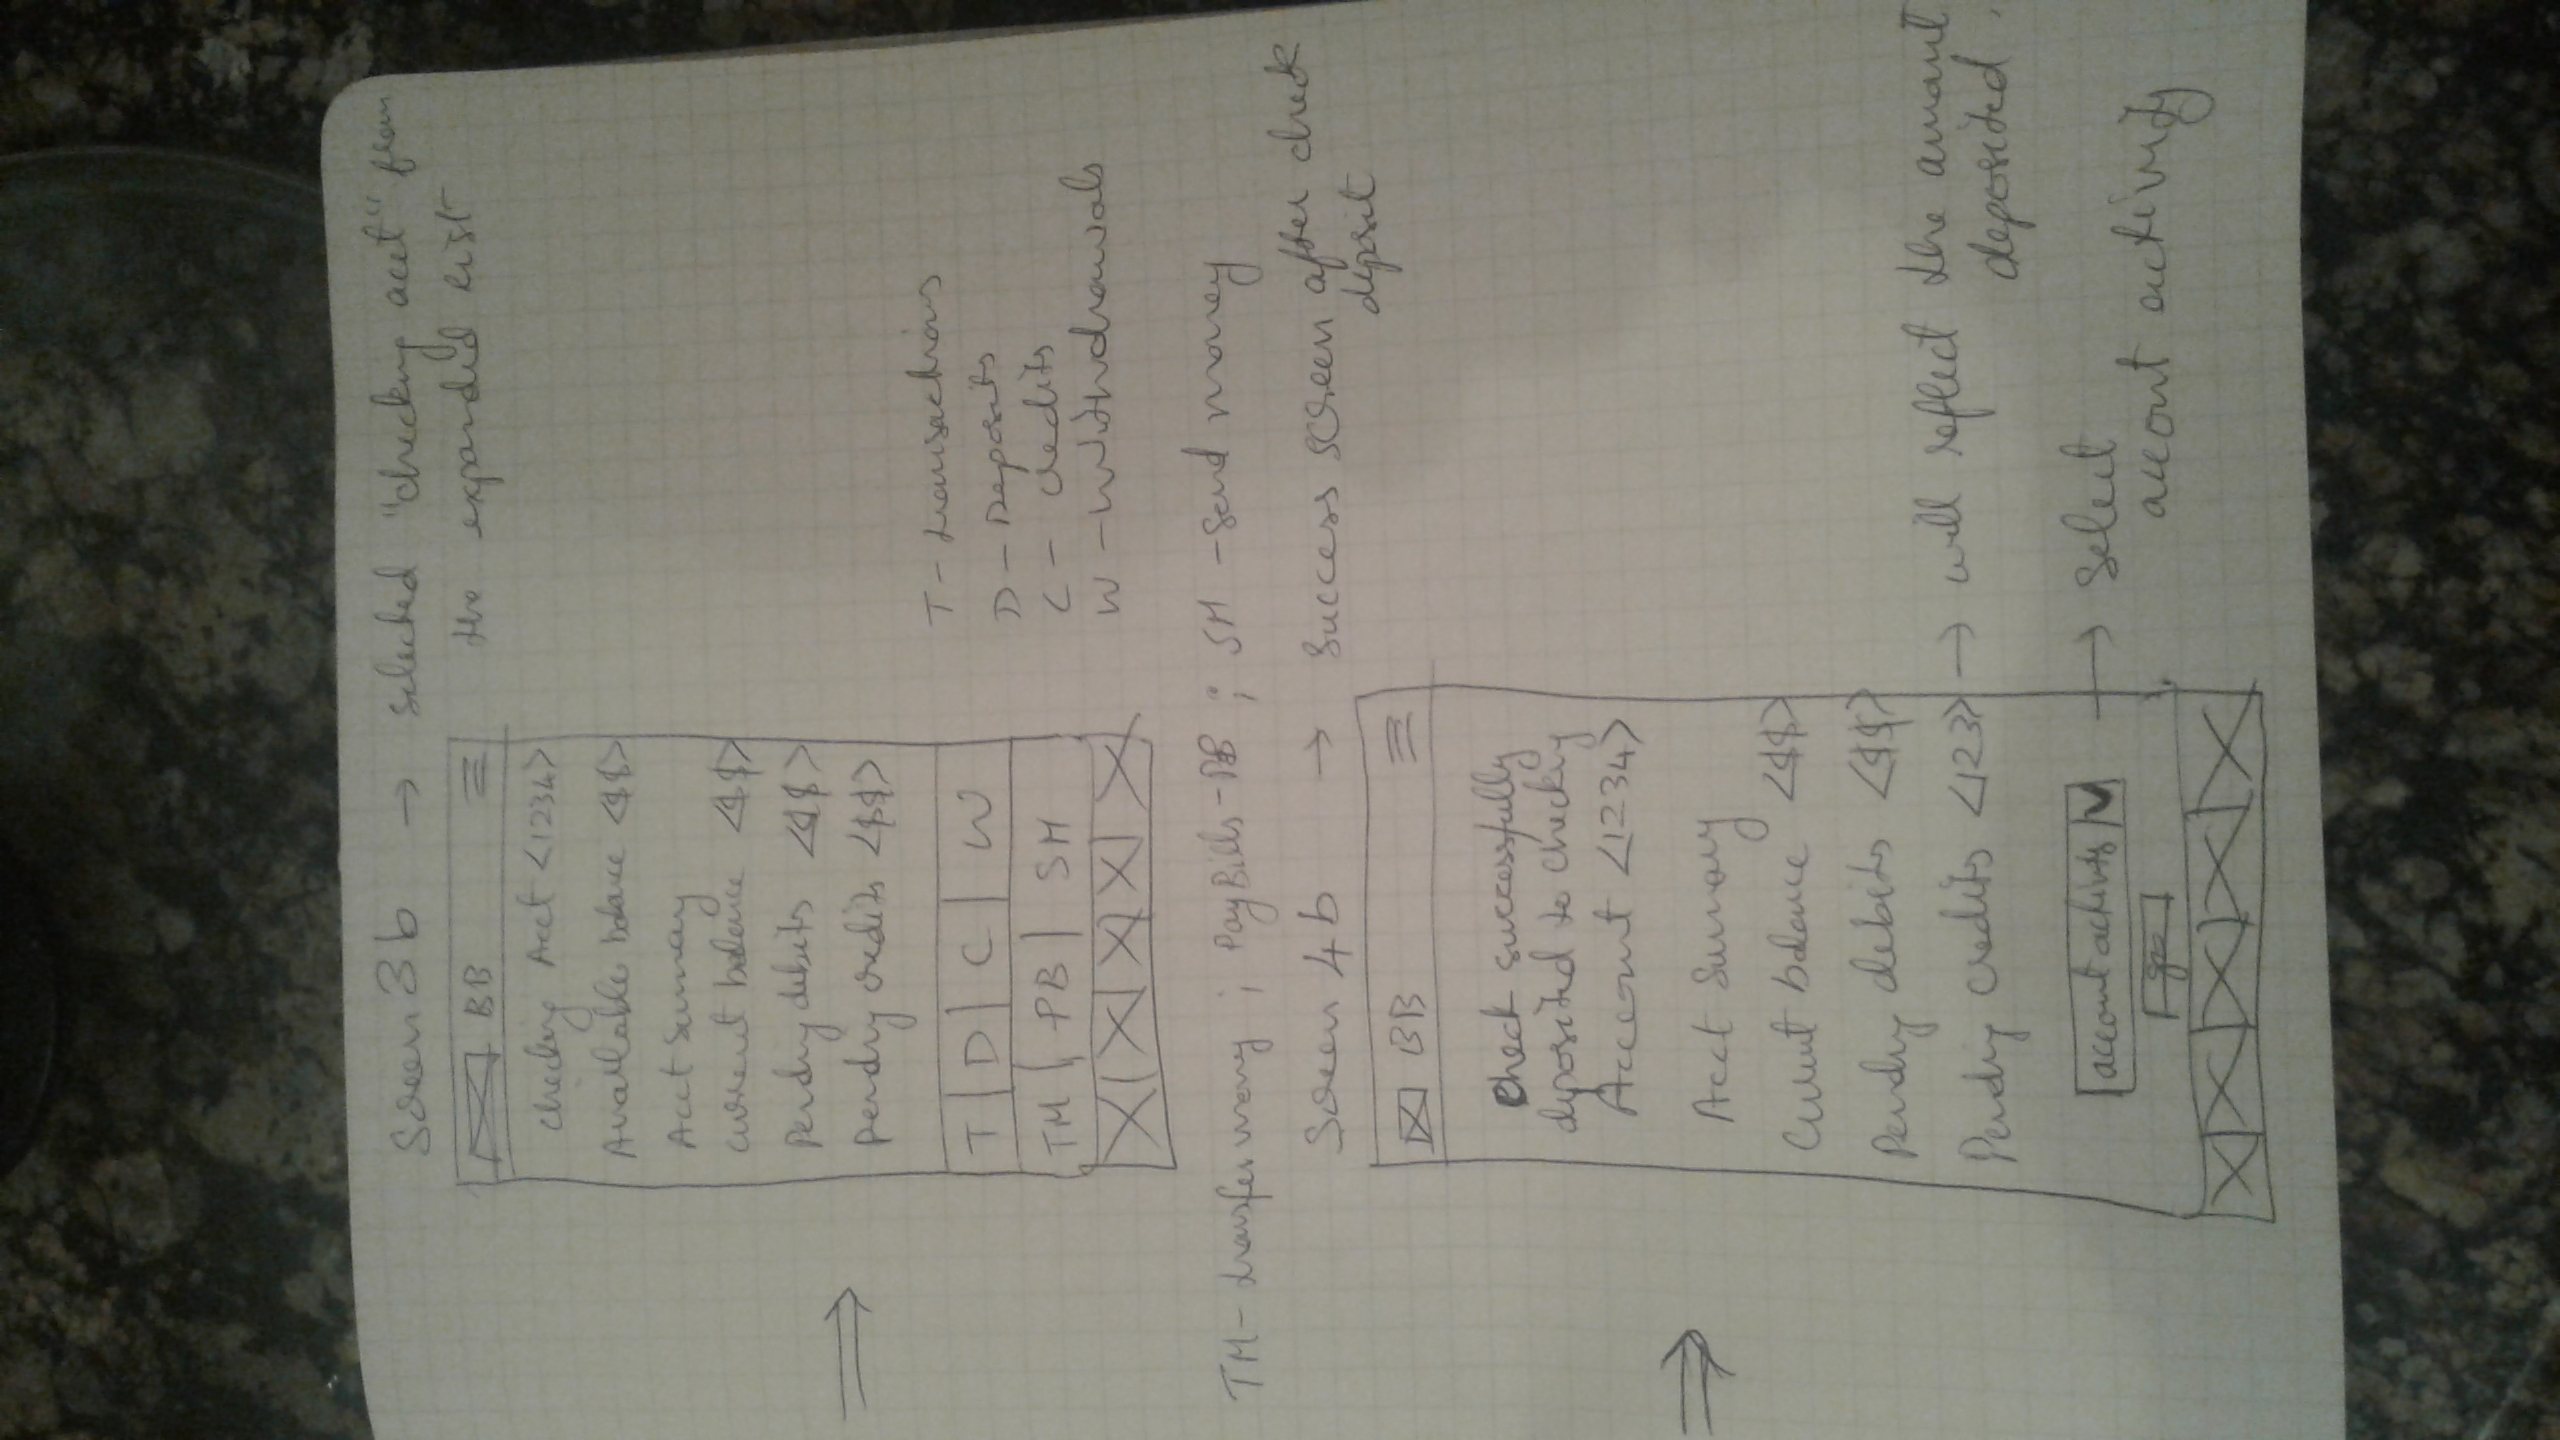 Screen 3b → selected "checking acct" from
the expanded list
BB
checking Acct <1234>
Available balance <$$>
Acct Summary
current balance <$$>
Pending debits <$$>
Pending credits <$$>
T D C W
TM PB SM
T - transactions
D - Deposits
C - credits
W - Withdrawals
TM - transfer money ; Pay Bills - PB ; SM - Send money
Screen 4b → Success screen after check
deposit
BB
Check successfully
deposited to checking
Account <1234>
Acct Summary
Current balance <$$>
Pending debits <$$>
Pending credits <123> → will reflect the amount
deposited.
account activity → Select
account activity
go